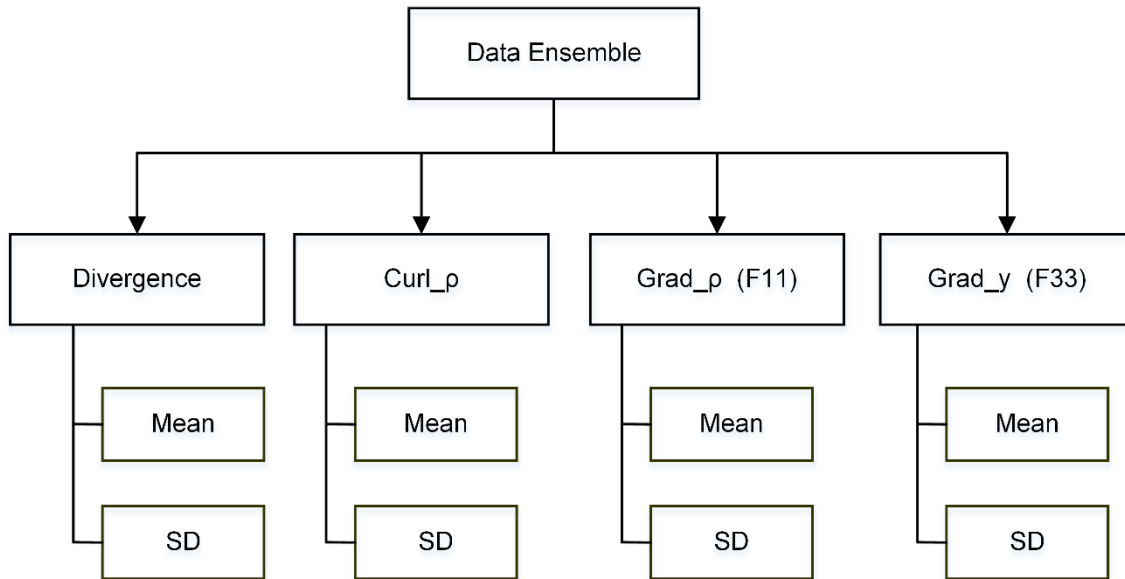 Data Ensemble
Divergence
Curl_ρ
Grad_ρ (F11)
Grad_y (F33)
Mean
Mean
Mean
Mean
SD
SD
SD
SD